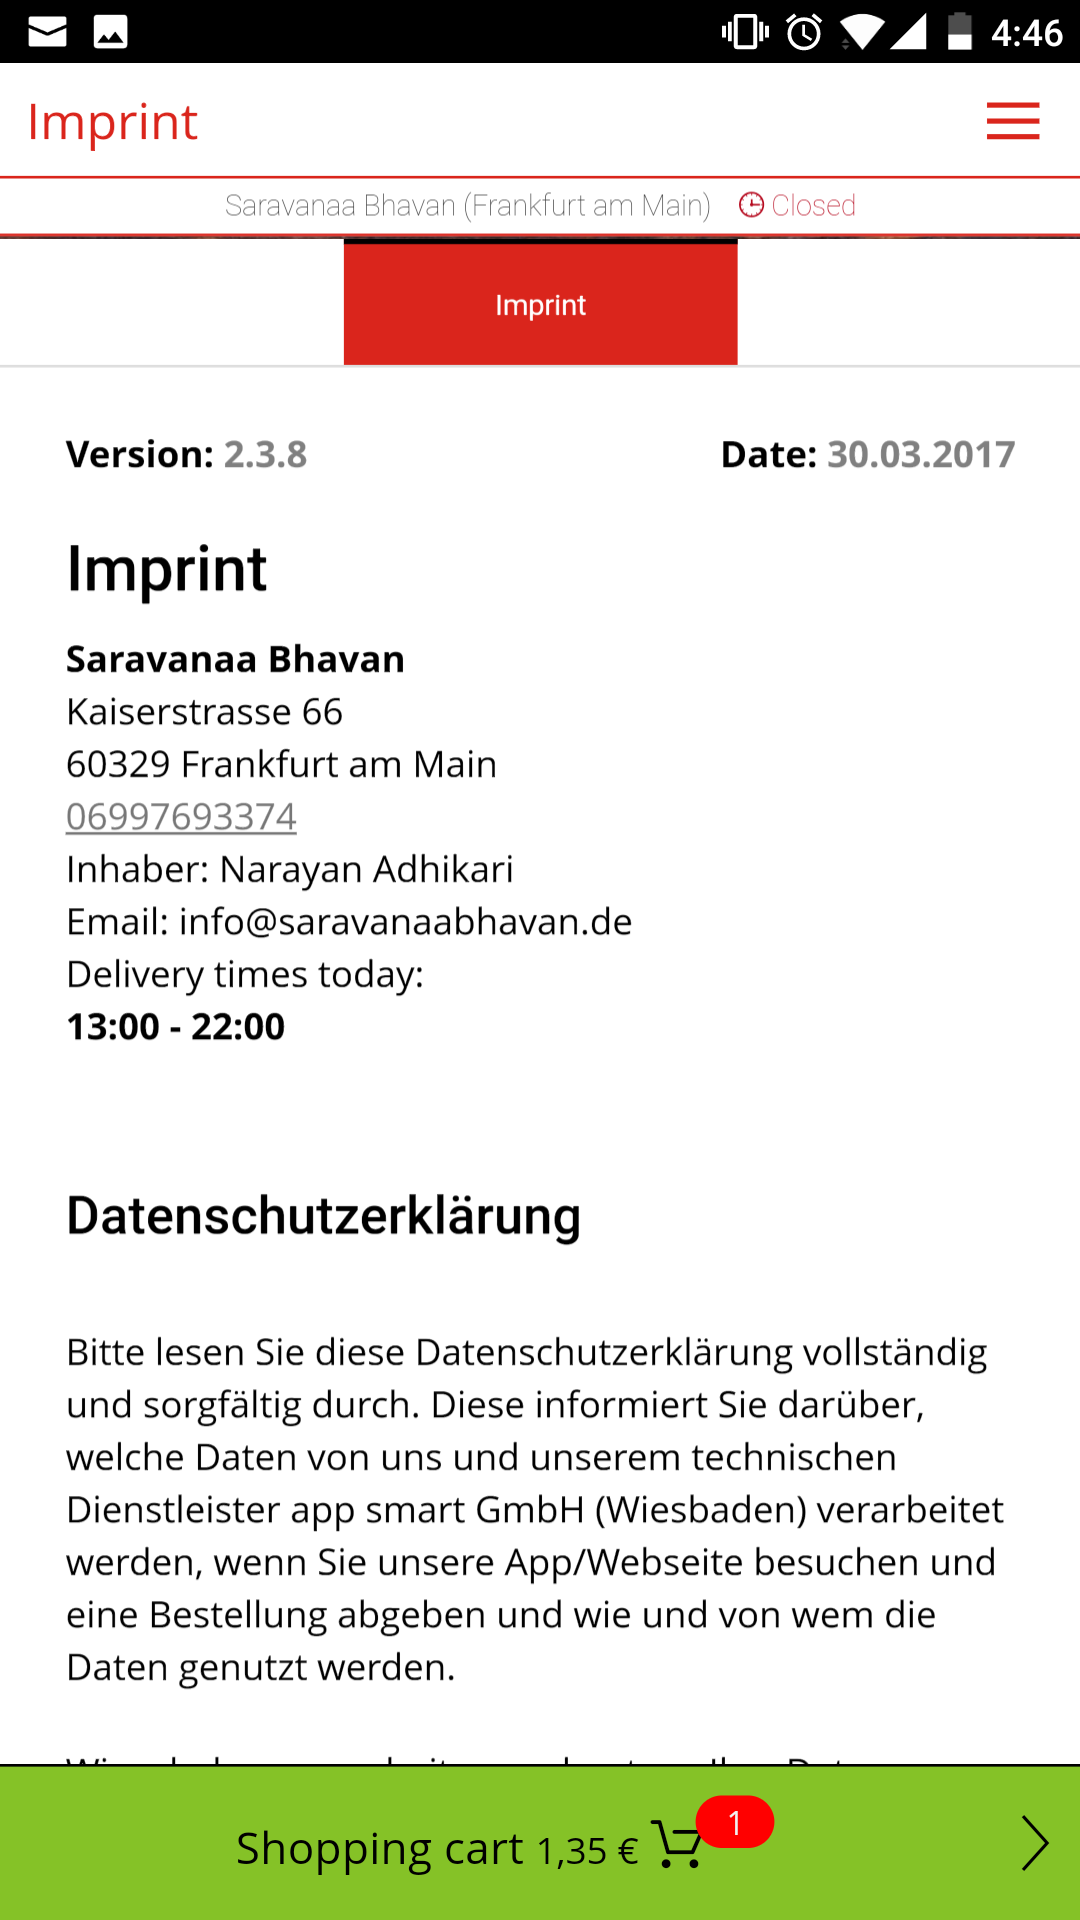 4:46
Imprint
Saravanaa Bhavan (Frankfurt am Main) Closed
Imprint
Version: 2.3.8 Date: 30.03.2017
Imprint
Saravanaa Bhavan
Kaiserstrasse 66
60329 Frankfurt am Main
06997693374
Inhaber: Narayan Adhikari
Email: info@saravanaabhavan.de
Delivery times today:
13:00 - 22:00
Datenschutzerklärung
Bitte lesen Sie diese Datenschutzerklärung vollständig
und sorgfältig durch. Diese informiert Sie darüber,
welche Daten von uns und unserem technischen
Dienstleister app smart GmbH (Wiesbaden) verarbeitet
werden, wenn Sie unsere App/Webseite besuchen und
eine Bestellung abgeben und wie und von wem die
Daten genutzt werden.
Shopping cart 1,35 € 1